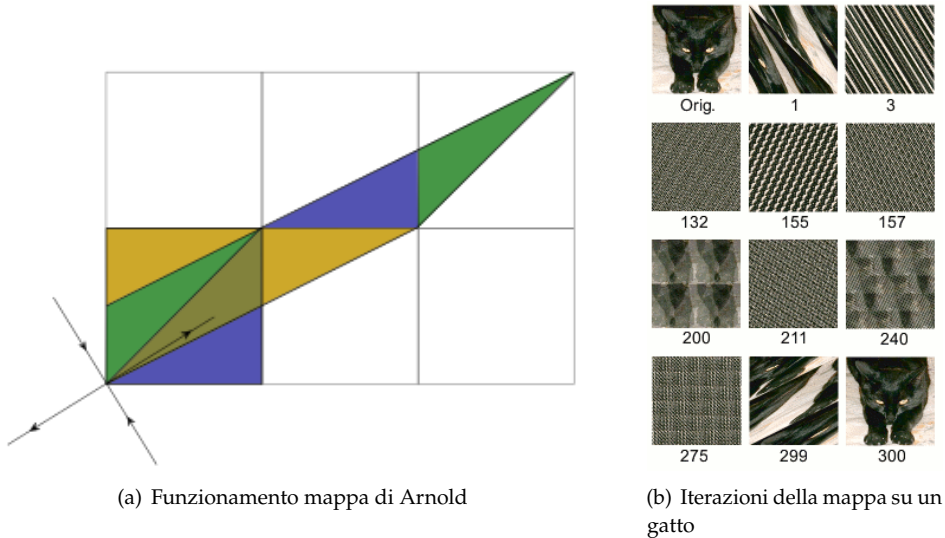 Orig.
1
3
132
155
157
200
211
240
275
299
300
(a) Funzionamento mappa di Arnold
(b) Iterazioni della mappa su un
gatto